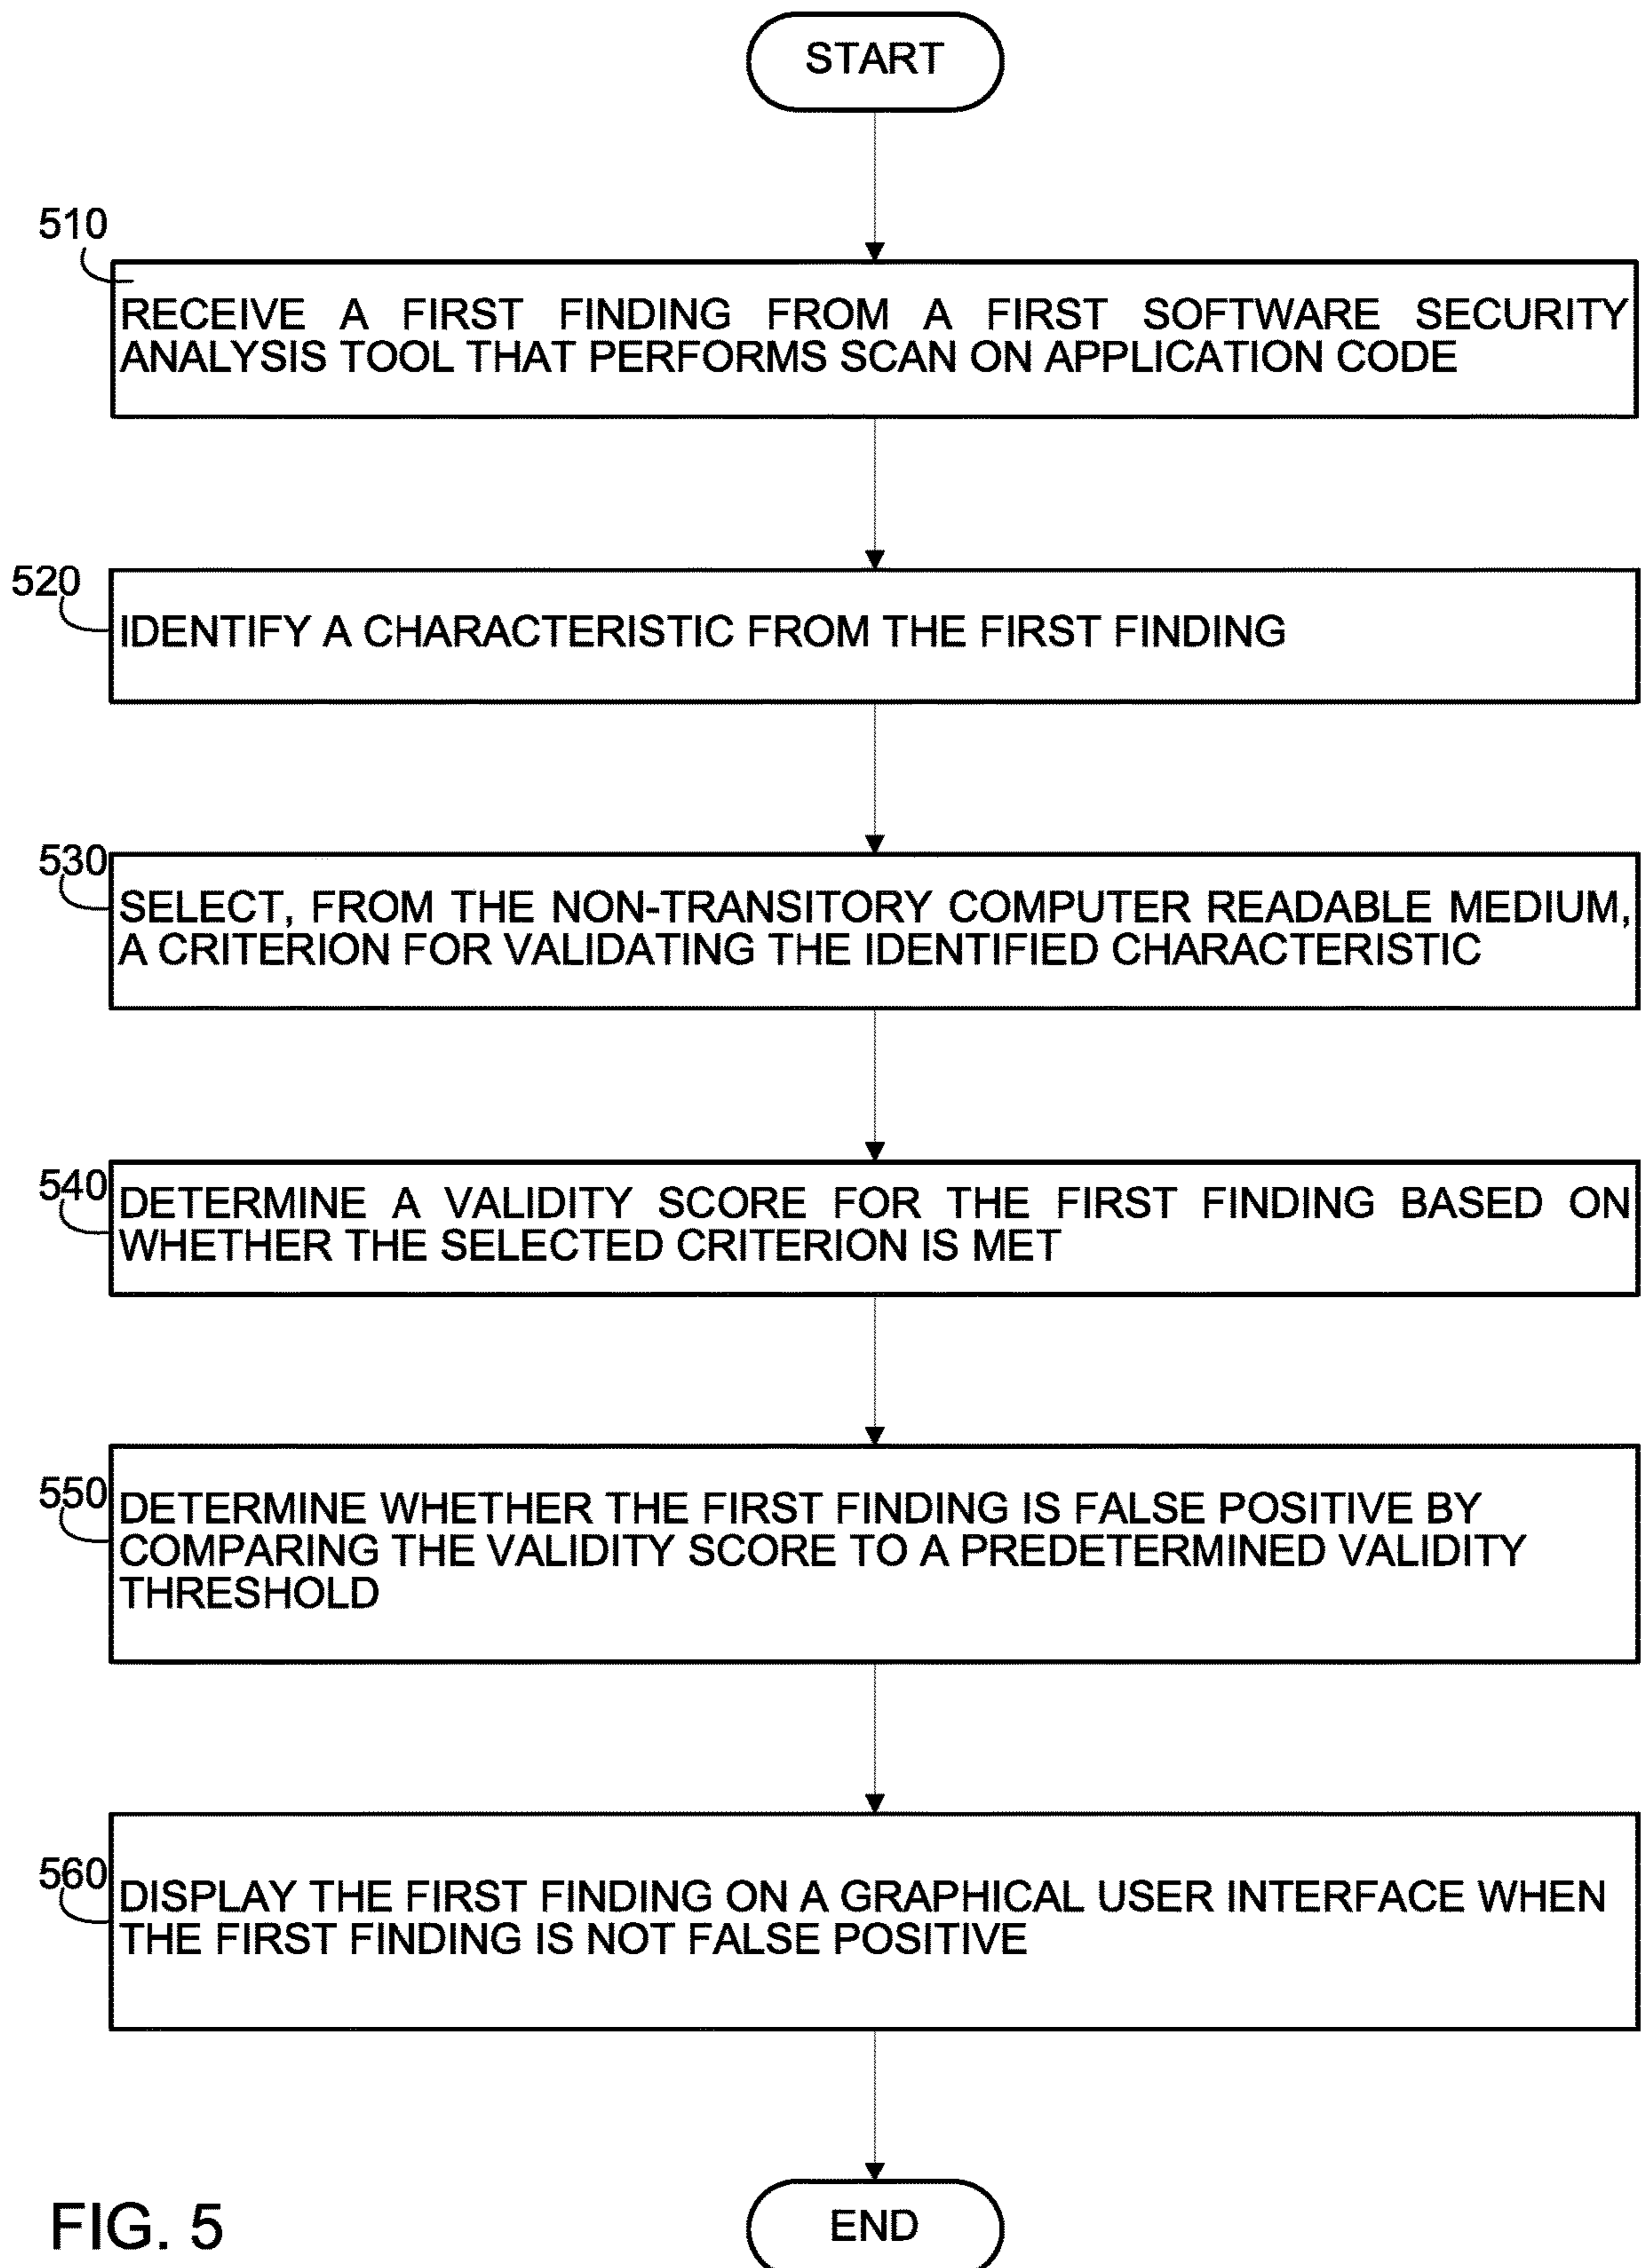 START
510
RECEIVE A FIRST FINDING FROM A FIRST SOFTWARE SECURITY
ANALYSIS TOOL THAT PERFORMS SCAN ON APPLICATION CODE
520
IDENTIFY A CHARACTERISTIC FROM THE FIRST FINDING
530
SELECT, FROM THE NON-TRANSITORY COMPUTER READABLE MEDIUM,
A CRITERION FOR VALIDATING THE IDENTIFIED CHARACTERISTIC
540
DETERMINE A VALIDITY SCORE FOR THE FIRST FINDING BASED ON
WHETHER THE SELECTED CRITERION IS MET
550
DETERMINE WHETHER THE FIRST FINDING IS FALSE POSITIVE BY
COMPARING THE VALIDITY SCORE TO A PREDETERMINED VALIDITY
THRESHOLD
560
DISPLAY THE FIRST FINDING ON A GRAPHICAL USER INTERFACE WHEN
THE FIRST FINDING IS NOT FALSE POSITIVE
END
FIG. 5